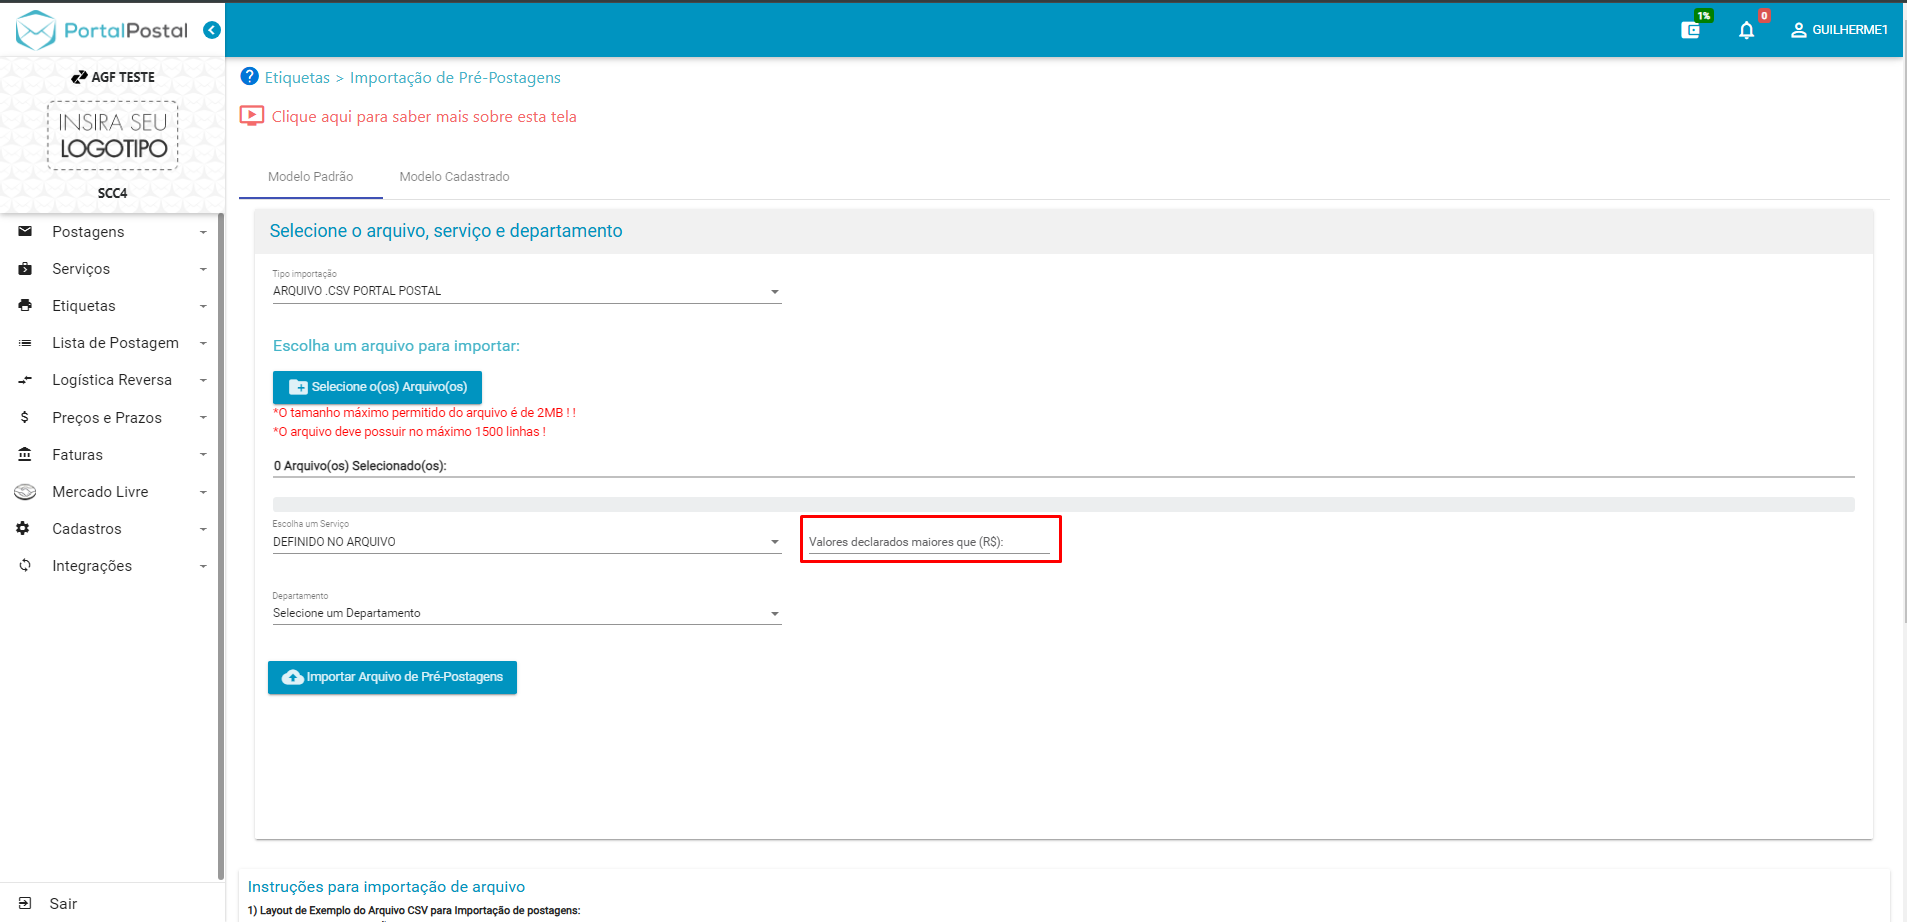 PortalPostal
1%
0
GUILHERME1
AGF TESTE
INSIRA SEU
LOGOTIPO
SCC4
Postagens
Serviços
Etiquetas
Lista de Postagem
Logística Reversa
Preços e Prazos
Faturas
Mercado Livre
Cadastros
Integrações
Sair
Etiquetas > Importação de Pré-Postagens
Clique aqui para saber mais sobre esta tela
Modelo Padrão
Modelo Cadastrado
Selecione o arquivo, serviço e departamento
Tipo importação
ARQUIVO .CSV PORTAL POSTAL
Escolha um arquivo para importar:
Selecione o(os) Arquivo(os)
*O tamanho máximo permitido do arquivo é de 2MB ! !
*O arquivo deve possuir no máximo 1500 linhas !
0 Arquivo(os) Selecionado(os):
Escolha um Serviço
DEFINIDO NO ARQUIVO
Valores declarados maiores que (R$):
Departamento
Selecione um Departamento
Importar Arquivo de Pré-Postagens
Instruções para importação de arquivo
1) Layout de Exemplo do Arquivo CSV para Importação de postagens: